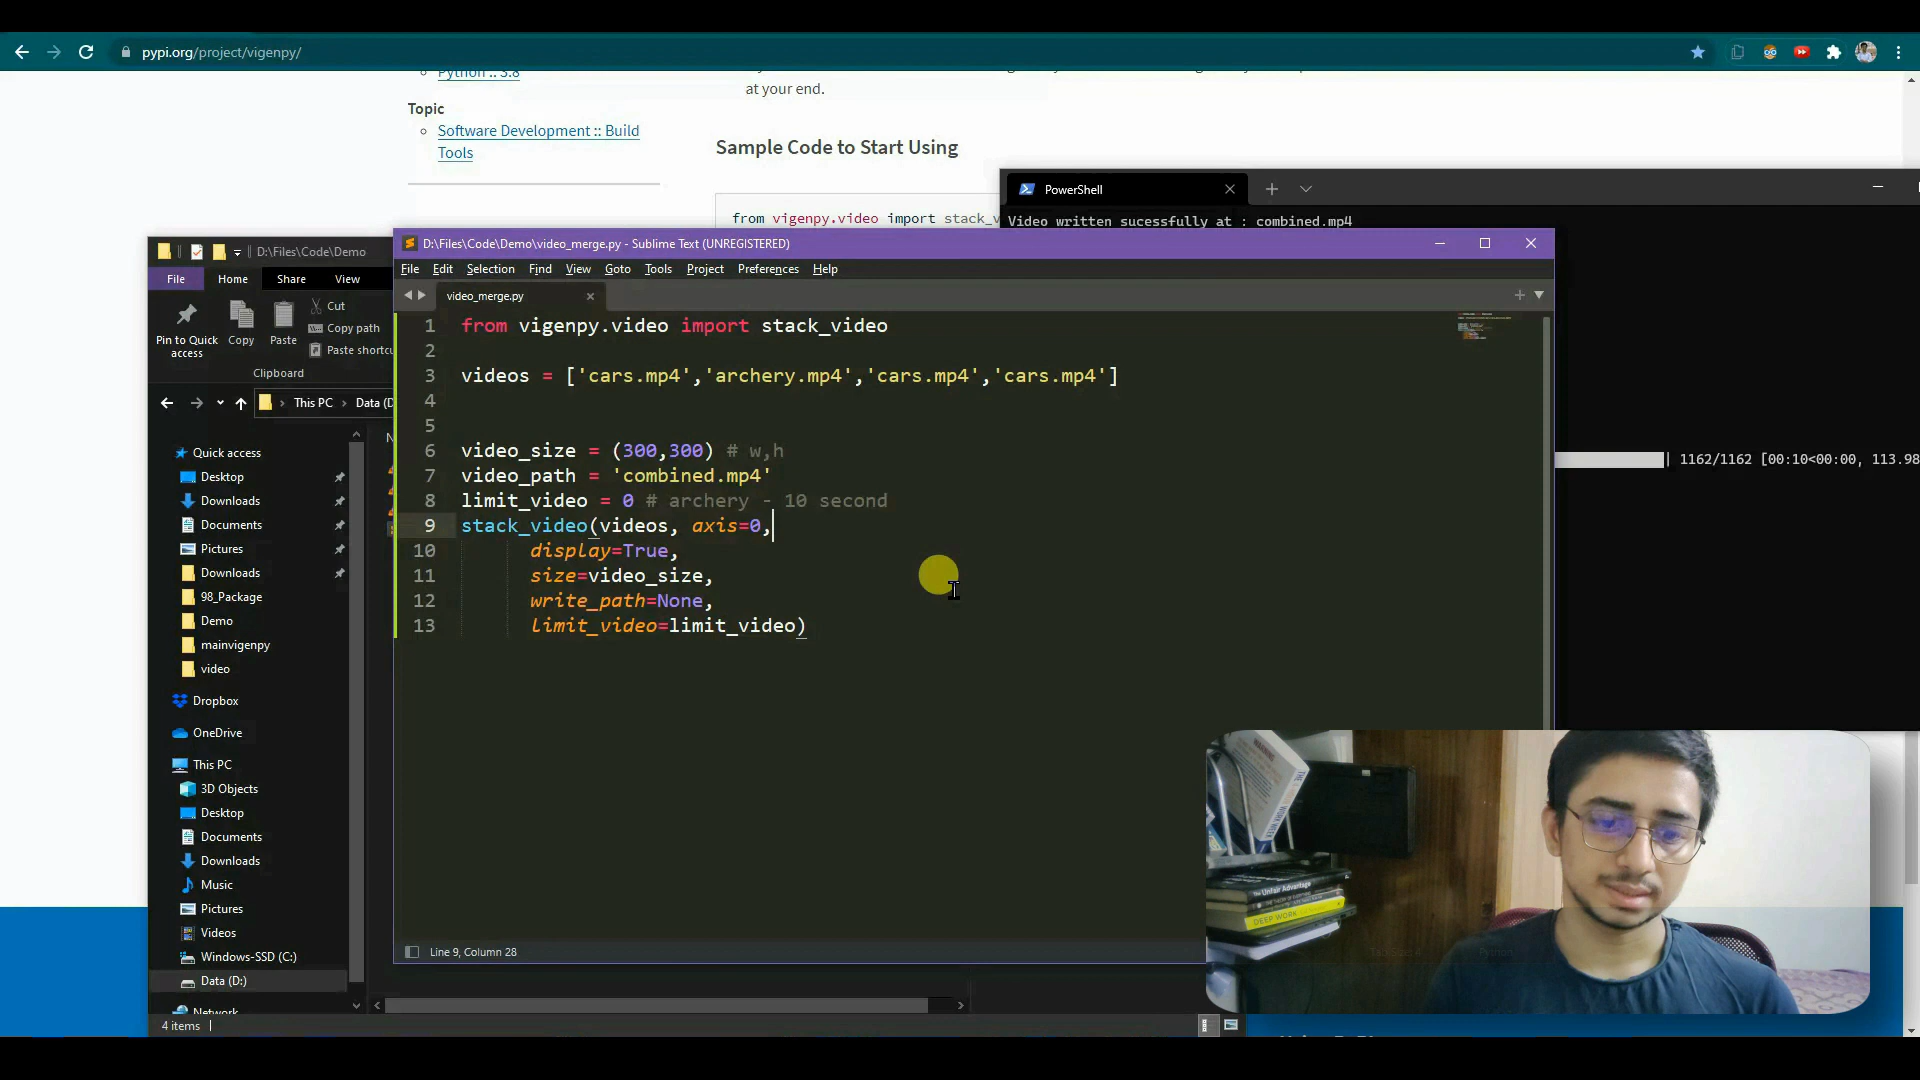 pypi.org/project/vigenpy/
Python :: 3.8
at your end.
Topic
Software Development :: Build
Tools
Sample Code to Start Using
from vigenpy.video import stack_v
PowerShell
Video written sucessfully at : combined.mp4
1162/1162 [00:10<00:00, 113.98
D:\Files\Code\Demo
File Home Share View
Pin to Quick
access
Copy
Paste
Cut
Copy path
Paste shortcu
Clipboard
This PC > Data (D
Quick access
Desktop
Downloads
Documents
Pictures
Downloads
98_Package
Demo
mainvigenpy
video
Dropbox
OneDrive
This PC
3D Objects
Desktop
Documents
Downloads
Music
Pictures
Videos
Windows-SSD (C:)
Data (D:)
Network
4 items
D:\Files\Code\Demo\video_merge.py - Sublime Text (UNREGISTERED)
File Edit Selection Find View Goto Tools Project Preferences Help
video_merge.py
1 from vigenpy.video import stack_video
2
3 videos = ['cars.mp4','archery.mp4','cars.mp4','cars.mp4']
4
5
6 video_size = (300,300) # w,h
7 video_path = 'combined.mp4'
8 limit_video = 0 # archery - 10 second
9 stack_video(videos, axis=0,
10 display=True,
11 size=video_size,
12 write_path=None,
13 limit_video=limit_video)
Line 9, Column 28
The Unfair Advantage
DEEP WORK